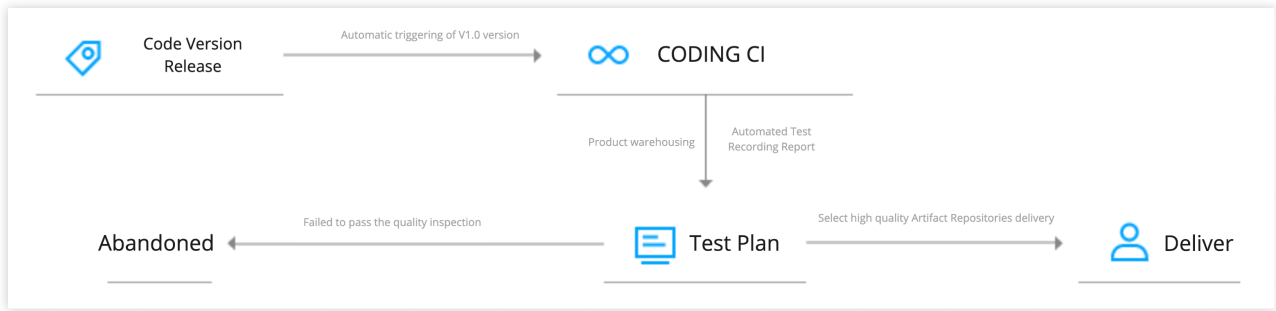 Code Version
Release
Automatic triggering of V1.0 version
CODING CI
Product warehousing
Automated Test
Recording Report
Abandoned
Failed to pass the quality inspection
Test Plan
Select high quality Artifact Repositories delivery
Deliver